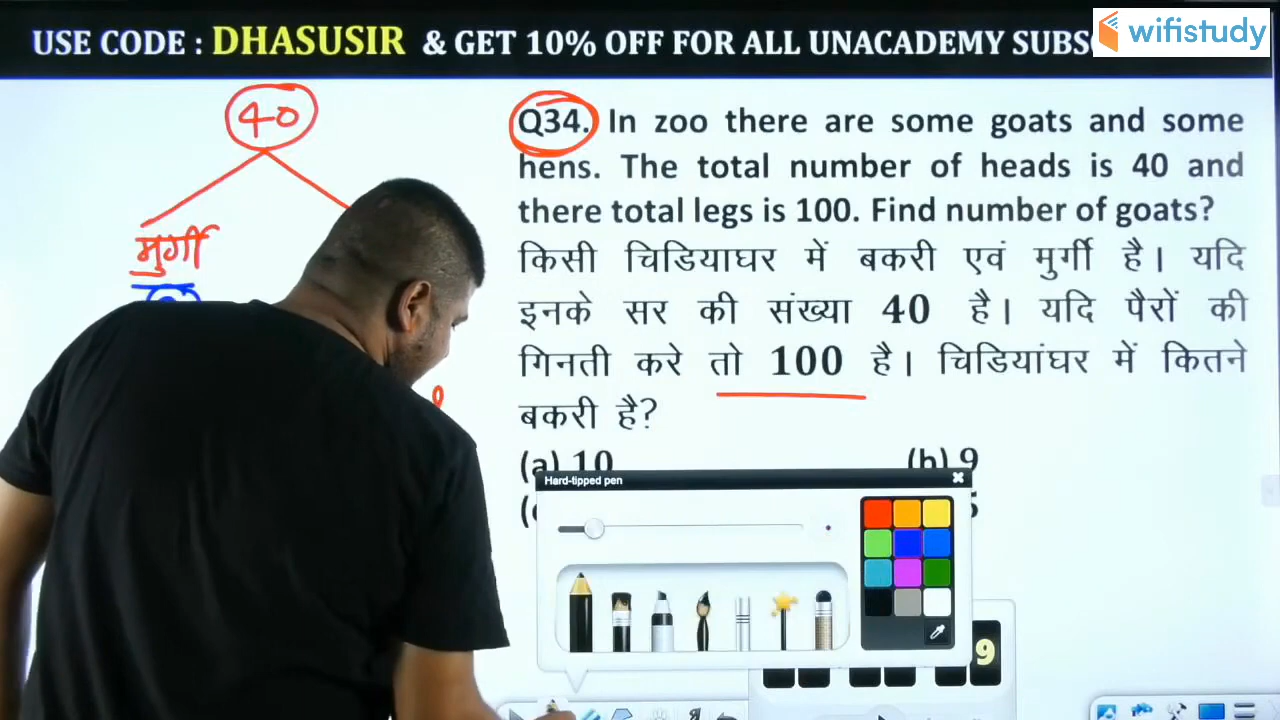 USE CODE : DHASUSIR & GET 10% OFF FOR ALL UNACADEMY
wifistudy
40
मुर्गी
Q34. In zoo there are some goats and some
hens. The total number of heads is 40 and
there total legs is 100. Find number of goats?
किसी चिडियाघर में बकरी एवं मुर्गी है। यदि
इनके सर की संख्या 40 है। यदि पैरों की
गिनती करे तो 100 है। चिडियांघर में कितने
बकरी है?
(a) 10 (b) 9
Hard-tipped pen
9